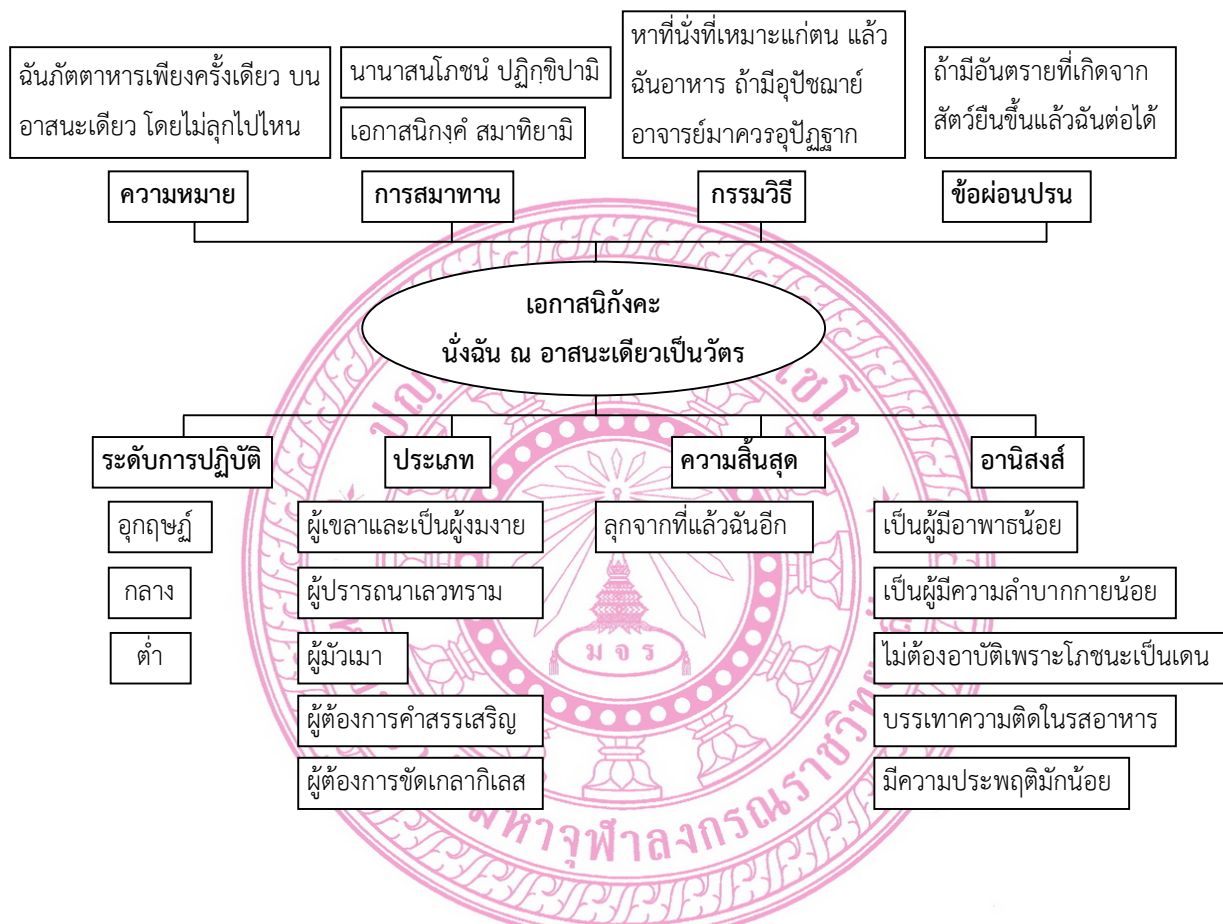 ฉันภัตตาหารเพียงครั้งเดียว บน
อาสนะเดียว โดยไม่ลุกไปไหน
นานาสนโภชนํ ปฏิกฺขิปามิ
เอกาสนิกงฺคํ สมาทิยามิ
หาที่นั่งที่เหมาะแก่ตน แล้ว
ฉันอาหาร ถ้ามีอุปัชฌาย์
อาจารย์มาควรอุปัฏฐาก
ถ้ามีอันตรายที่เกิดจาก
สัตว์ยืนขึ้นแล้วฉันต่อได้
ความหมาย
การสมาทาน
กรรมวิธี
ข้อผ่อนปรน
เอกาสนิกังคะ
นั่งฉัน ณ อาสนะเดียวเป็นวัตร
ระดับการปฏิบัติ
ประเภท
ความสิ้นสุด
อานิสงส์
อุกฤษฏ์
กลาง
ต่ำ
ผู้เขลาและเป็นผู้งมงาย
ผู้ปรารถนาเลวทราม
ผู้มัวเมา
ผู้ต้องการคำสรรเสริญ
ผู้ต้องการขัดเกลากิเลส
ลุกจากที่แล้วฉันอีก
เป็นผู้มีอาพาธน้อย
เป็นผู้มีความลำบากกายน้อย
ไม่ต้องอาบัติเพราะโภชนะเป็นเดน
บรรเทาความติดในรสอาหาร
มีความประพฤติมักน้อย
ม จ ร
มหาจุฬาลงกรณราชวิทยาลัย